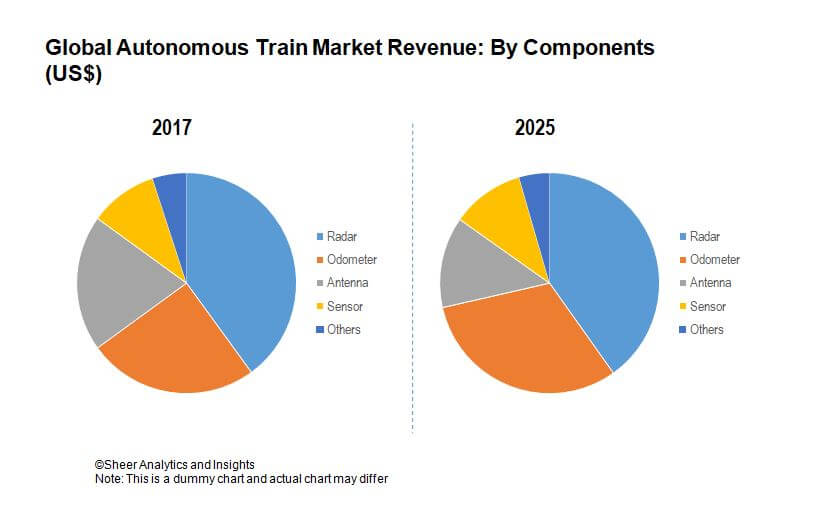 Global Autonomous Train Market Revenue: By Components
(US$)
2017
2025
Radar
Odometer
Antenna
Sensor
Others
Radar
Odometer
Antenna
Sensor
Others
©Sheer Analytics and Insights
Note: This is a dummy chart and actual chart may differ